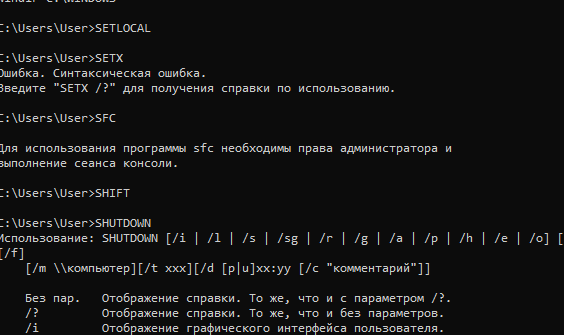 windir C:\WINDOWS
C:\Users\User>SETLOCAL
C:\Users\User>SETX
Ошибка. Синтаксическая ошибка.
Введите "SETX /?" для получения справки по использованию.
C:\Users\User>SFC
Для использования программы sfc необходимы права администратора и
выполнение сеанса консоли.
C:\Users\User>SHIFT
C:\Users\User>SHUTDOWN
Использование: SHUTDOWN [/i | /l | /s | /sg | /r | /g | /a | /p | /h | /e | /o] [
[/f]
[/m \\компьютер][/t xxx][/d [p|u]xx:yy [/c "комментарий"]]
Без пар. Отображение справки. То же, что и с параметром /?.
/? Отображение справки. То же, что и без параметров.
/i Отображение графического интерфейса пользователя.